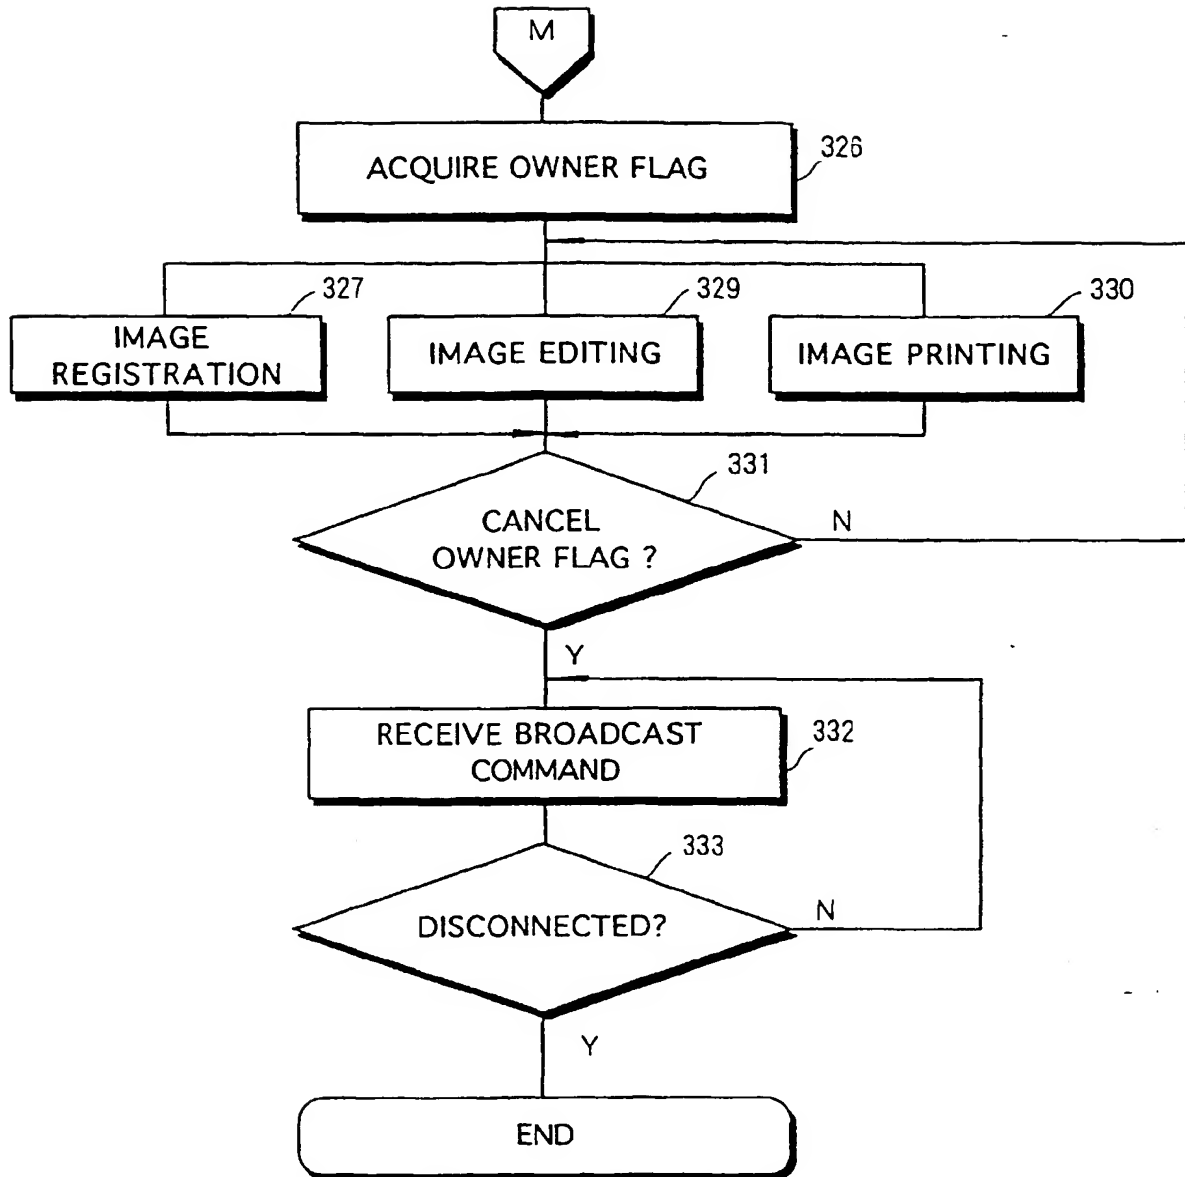 M
ACQUIRE OWNER FLAG
326
327
329
330
IMAGE
REGISTRATION
IMAGE EDITING
IMAGE PRINTING
331
CANCEL
OWNER FLAG ?
N
Y
RECEIVE BROADCAST
COMMAND
332
333
DISCONNECTED?
N
Y
END